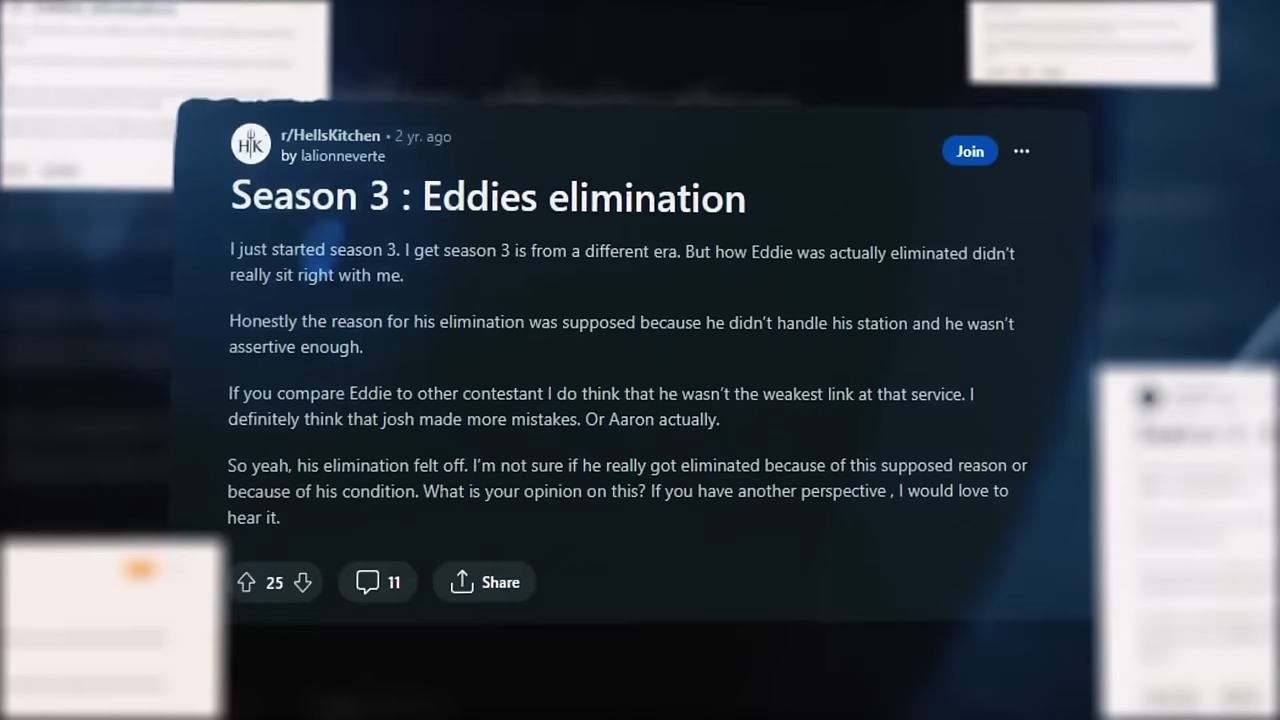 r/HellsKitchen • 2 yr. ago
by lalionneverte
Join
Season 3 : Eddies elimination
I just started season 3. I get season 3 is from a different era. But how Eddie was actually eliminated didn't
really sit right with me.
Honestly the reason for his elimination was supposed because he didn't handle his station and he wasn't
assertive enough.
If you compare Eddie to other contestant I do think that he wasn't the weakest link at that service. I
definitely think that josh made more mistakes. Or Aaron actually.
So yeah, his elimination felt off. I'm not sure if he really got eliminated because of this supposed reason or
because of his condition. What is your opinion on this? If you have another perspective , I would love to
hear it.
25 11 Share